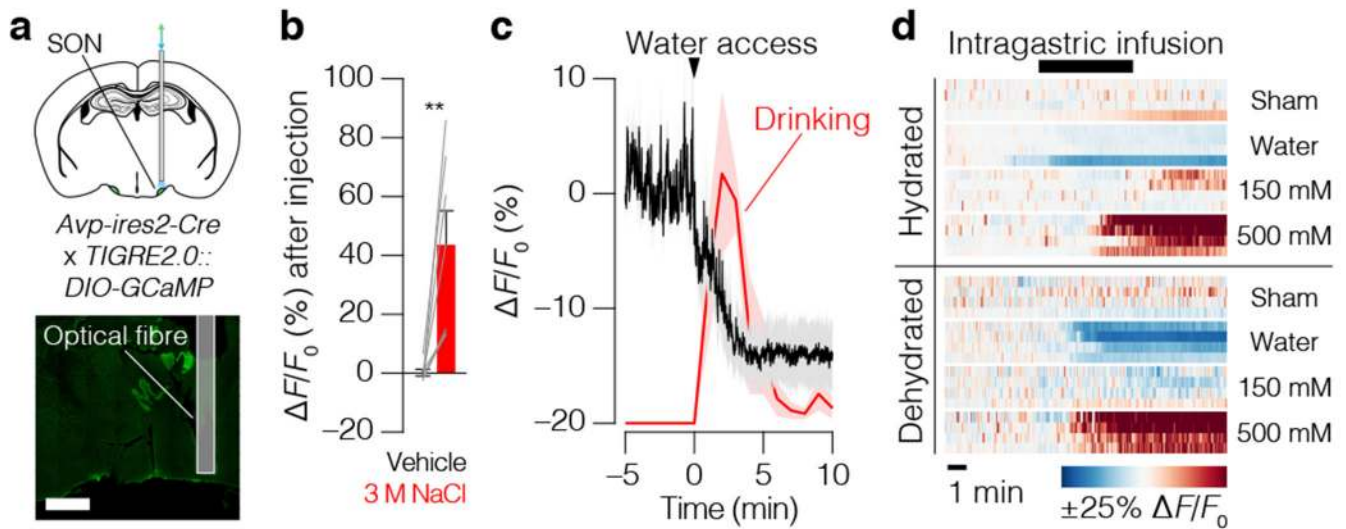 a
SON
Avp-ires2-Cre
x TIGRE2.0::
DIO-GCaMP
Optical fibre
b
ΔF/F0 (%) after injection
100
80
60
40
20
0
−20
**
Vehicle
3 M NaCl
c
Water access
ΔF/F0 (%)
10
0
−10
−20
Drinking
−5
0
5
10
Time (min)
d
Intragastric infusion
Hydrated
Sham
Water
150 mM
500 mM
Dehydrated
Sham
Water
150 mM
500 mM
1 min
±25% ΔF/F0